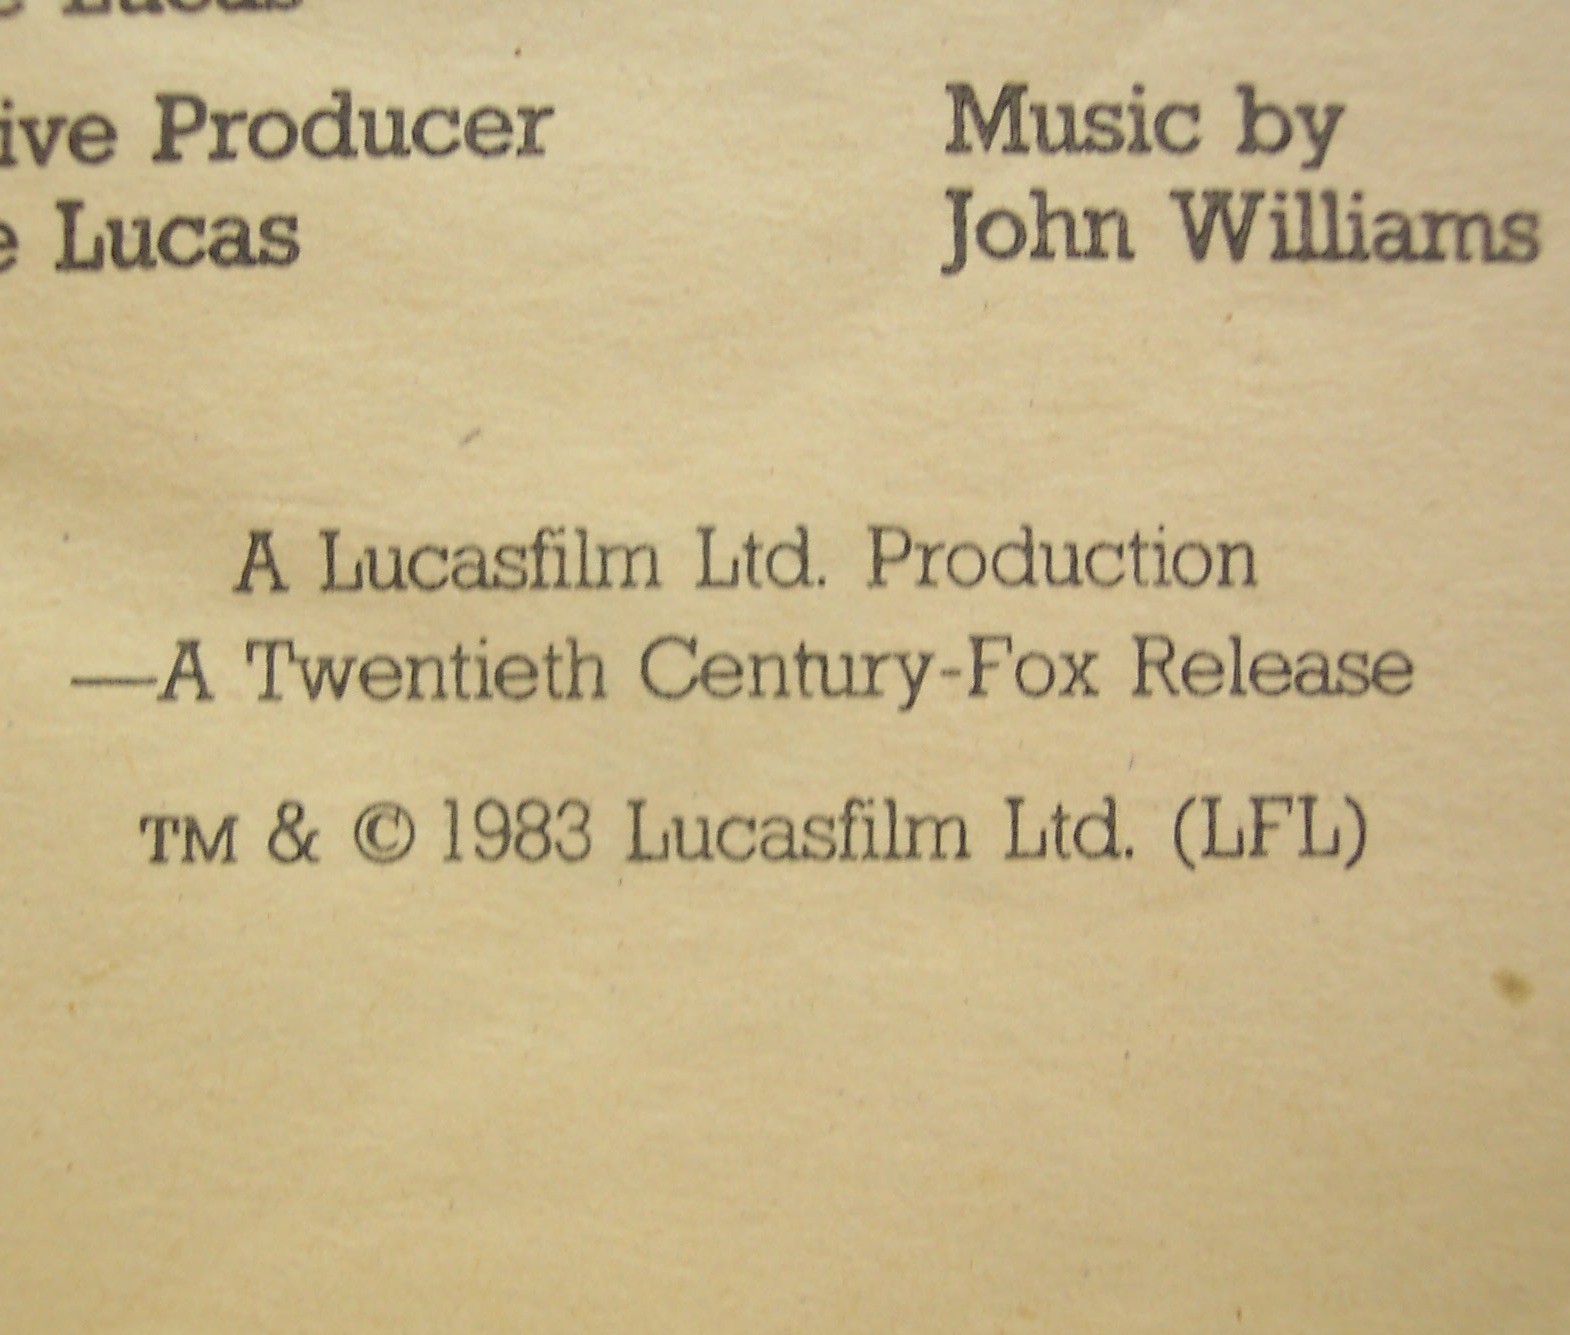 e Lucas
ive Producer
e Lucas
Music by
John Williams
A Lucasfilm Ltd. Production
—A Twentieth Century-Fox Release
TM & © 1983 Lucasfilm Ltd. (LFL)